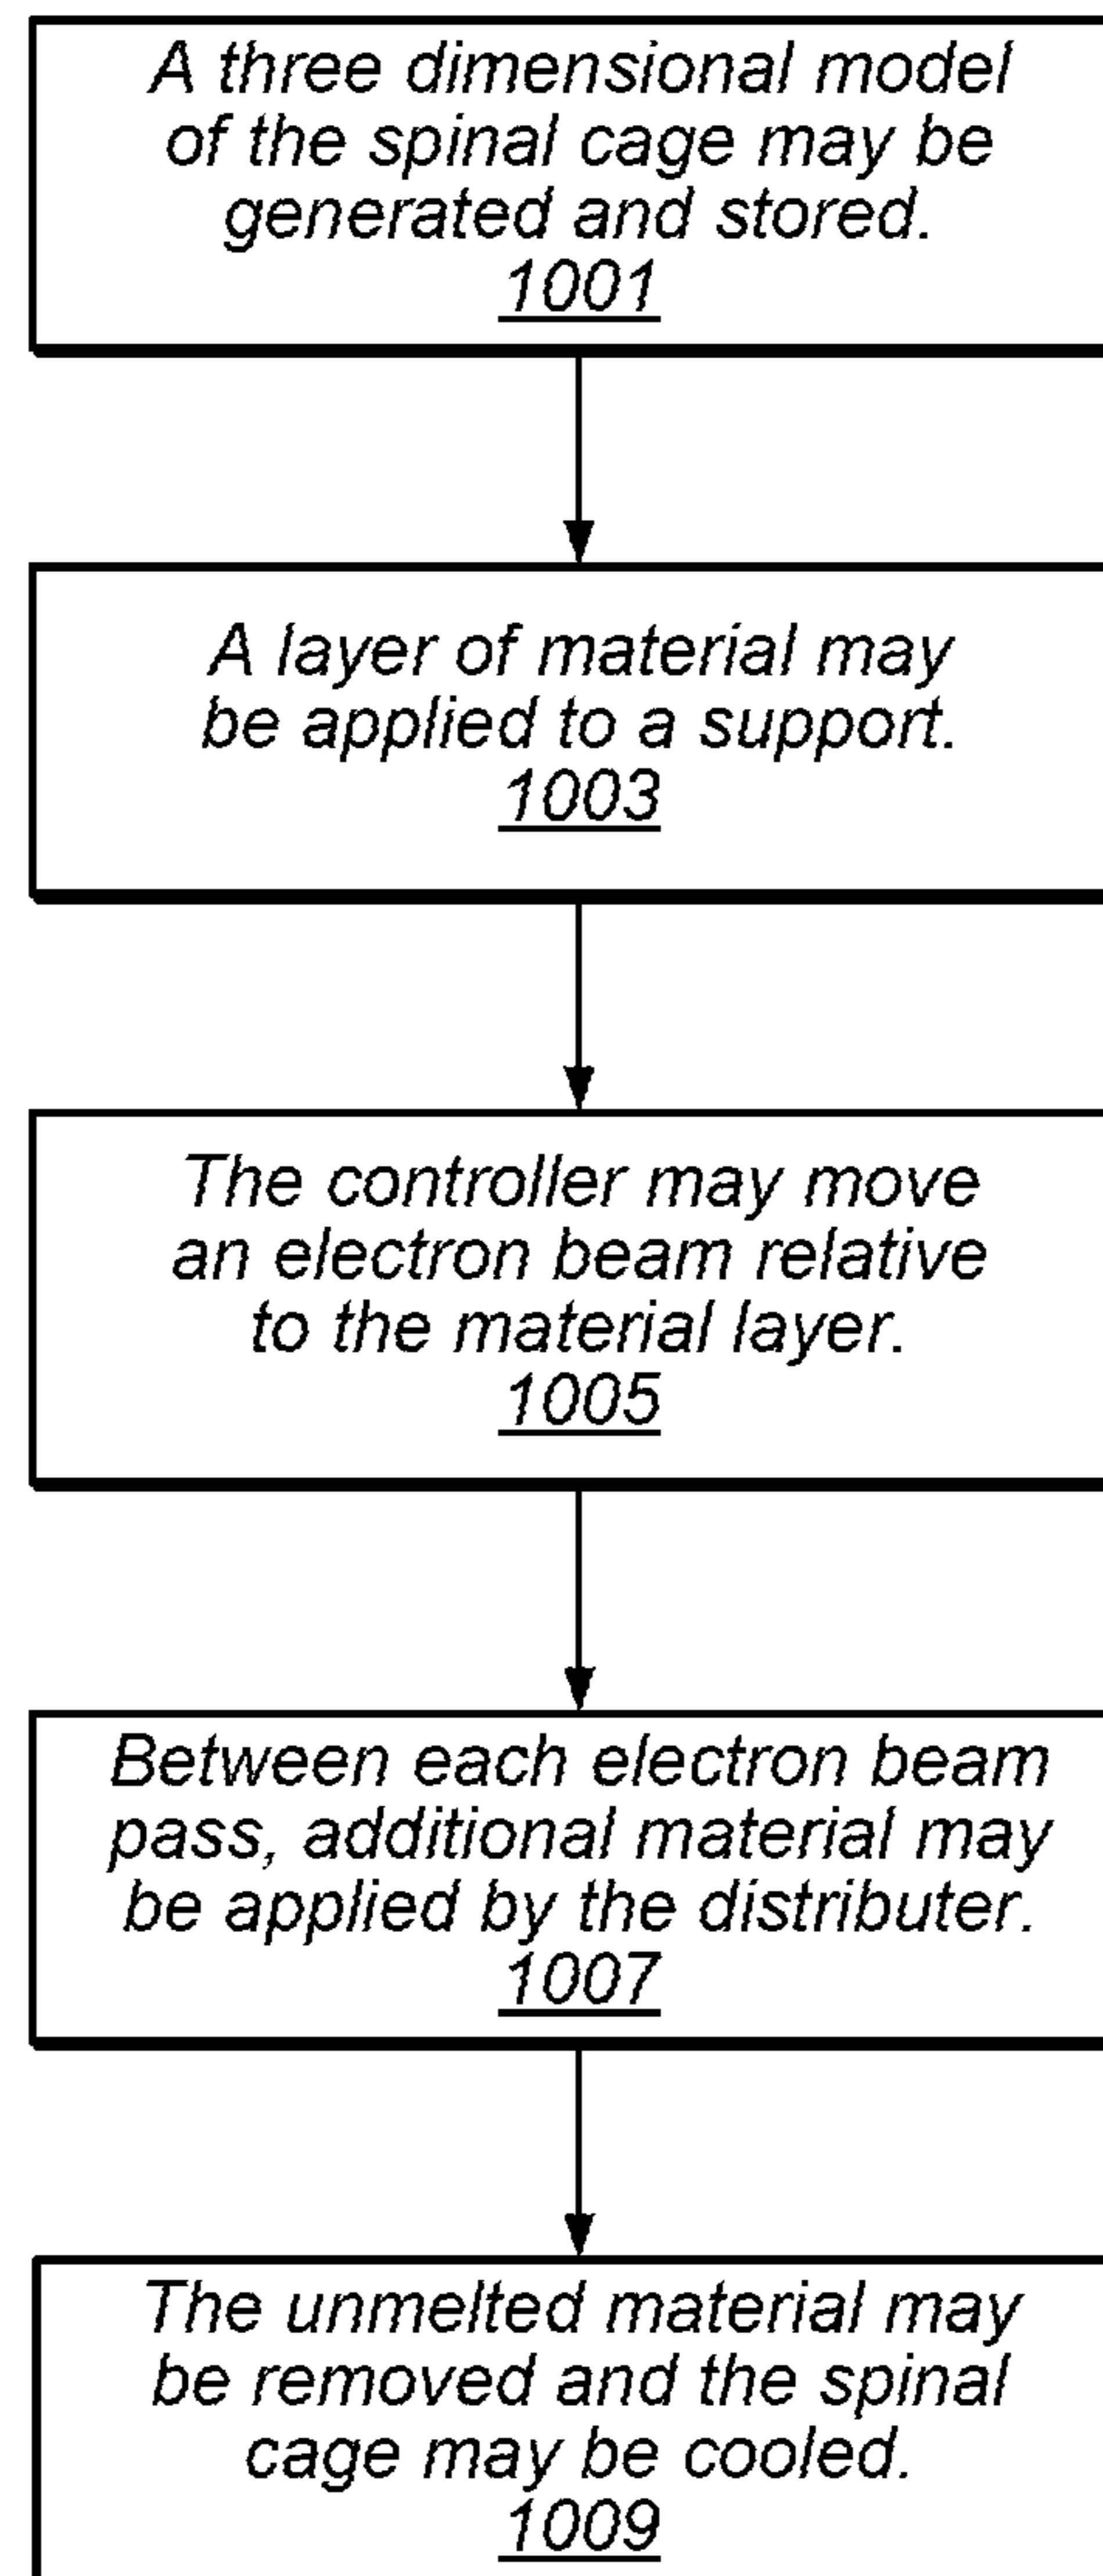 A three dimensional model
of the spinal cage may be
generated and stored.
1001
A layer of material may
be applied to a support.
1003
The controller may move
an electron beam relative
to the material layer.
1005
Between each electron beam
pass, additional material may
be applied by the distributer.
1007
The unmelted material may
be removed and the spinal
cage may be cooled.
1009